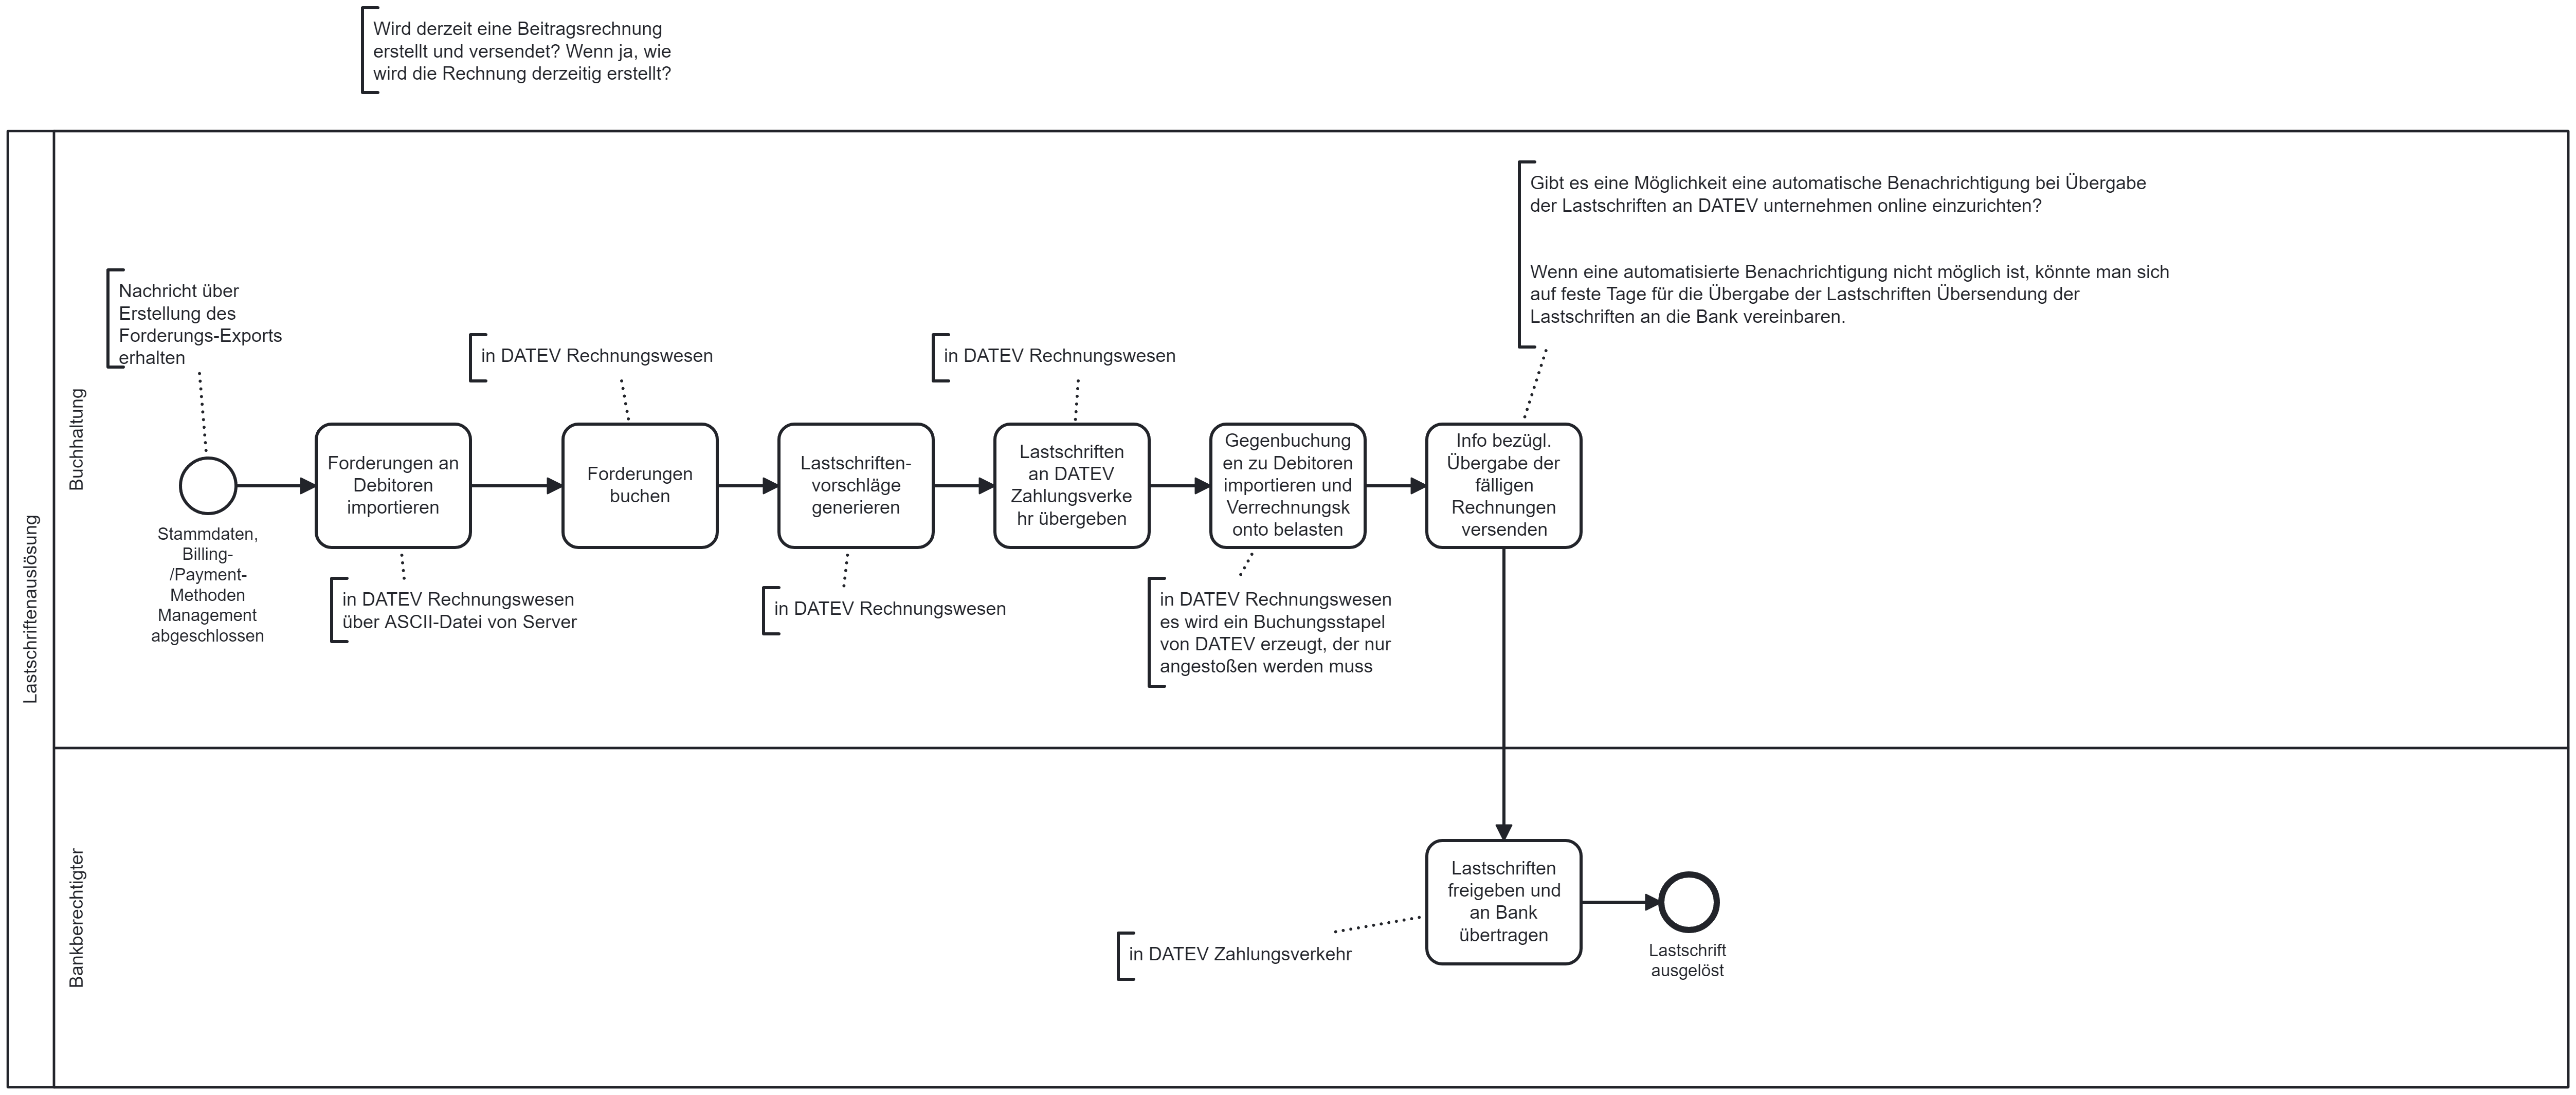 Wird derzeit eine Beitragsrechnung
erstellt und versendet? Wenn ja, wie
wird die Rechnung derzeitig erstellt?
Lastschriftenauslösung
Buchhaltung
Nachricht über
Erstellung des
Forderungs-Exports
erhalten
Stammdaten,
Billing-
/Payment-
Methoden
Management
abgeschlossen
Forderungen an
Debitoren
importieren
in DATEV Rechnungswesen
über ASCII-Datei von Server
in DATEV Rechnungswesen
Forderungen
buchen
Lastschriften-
vorschläge
generieren
in DATEV Rechnungswesen
in DATEV Rechnungswesen
Lastschriften
an DATEV
Zahlungsverke
hr übergeben
Gegenbuchung
en zu Debitoren
importieren und
Verrechnungsk
onto belasten
in DATEV Rechnungswesen
es wird ein Buchungsstapel
von DATEV erzeugt, der nur
angestoßen werden muss
Gibt es eine Möglichkeit eine automatische Benachrichtigung bei Übergabe
der Lastschriften an DATEV unternehmen online einzurichten?
Wenn eine automatisierte Benachrichtigung nicht möglich ist, könnte man sich
auf feste Tage für die Übergabe der Lastschriften Übersendung der
Lastschriften an die Bank vereinbaren.
Info bezügl.
Übergabe der
fälligen
Rechnungen
versenden
Bankberechtigter
in DATEV Zahlungsverkehr
Lastschriften
freigeben und
an Bank
übertragen
Lastschrift
ausgelöst